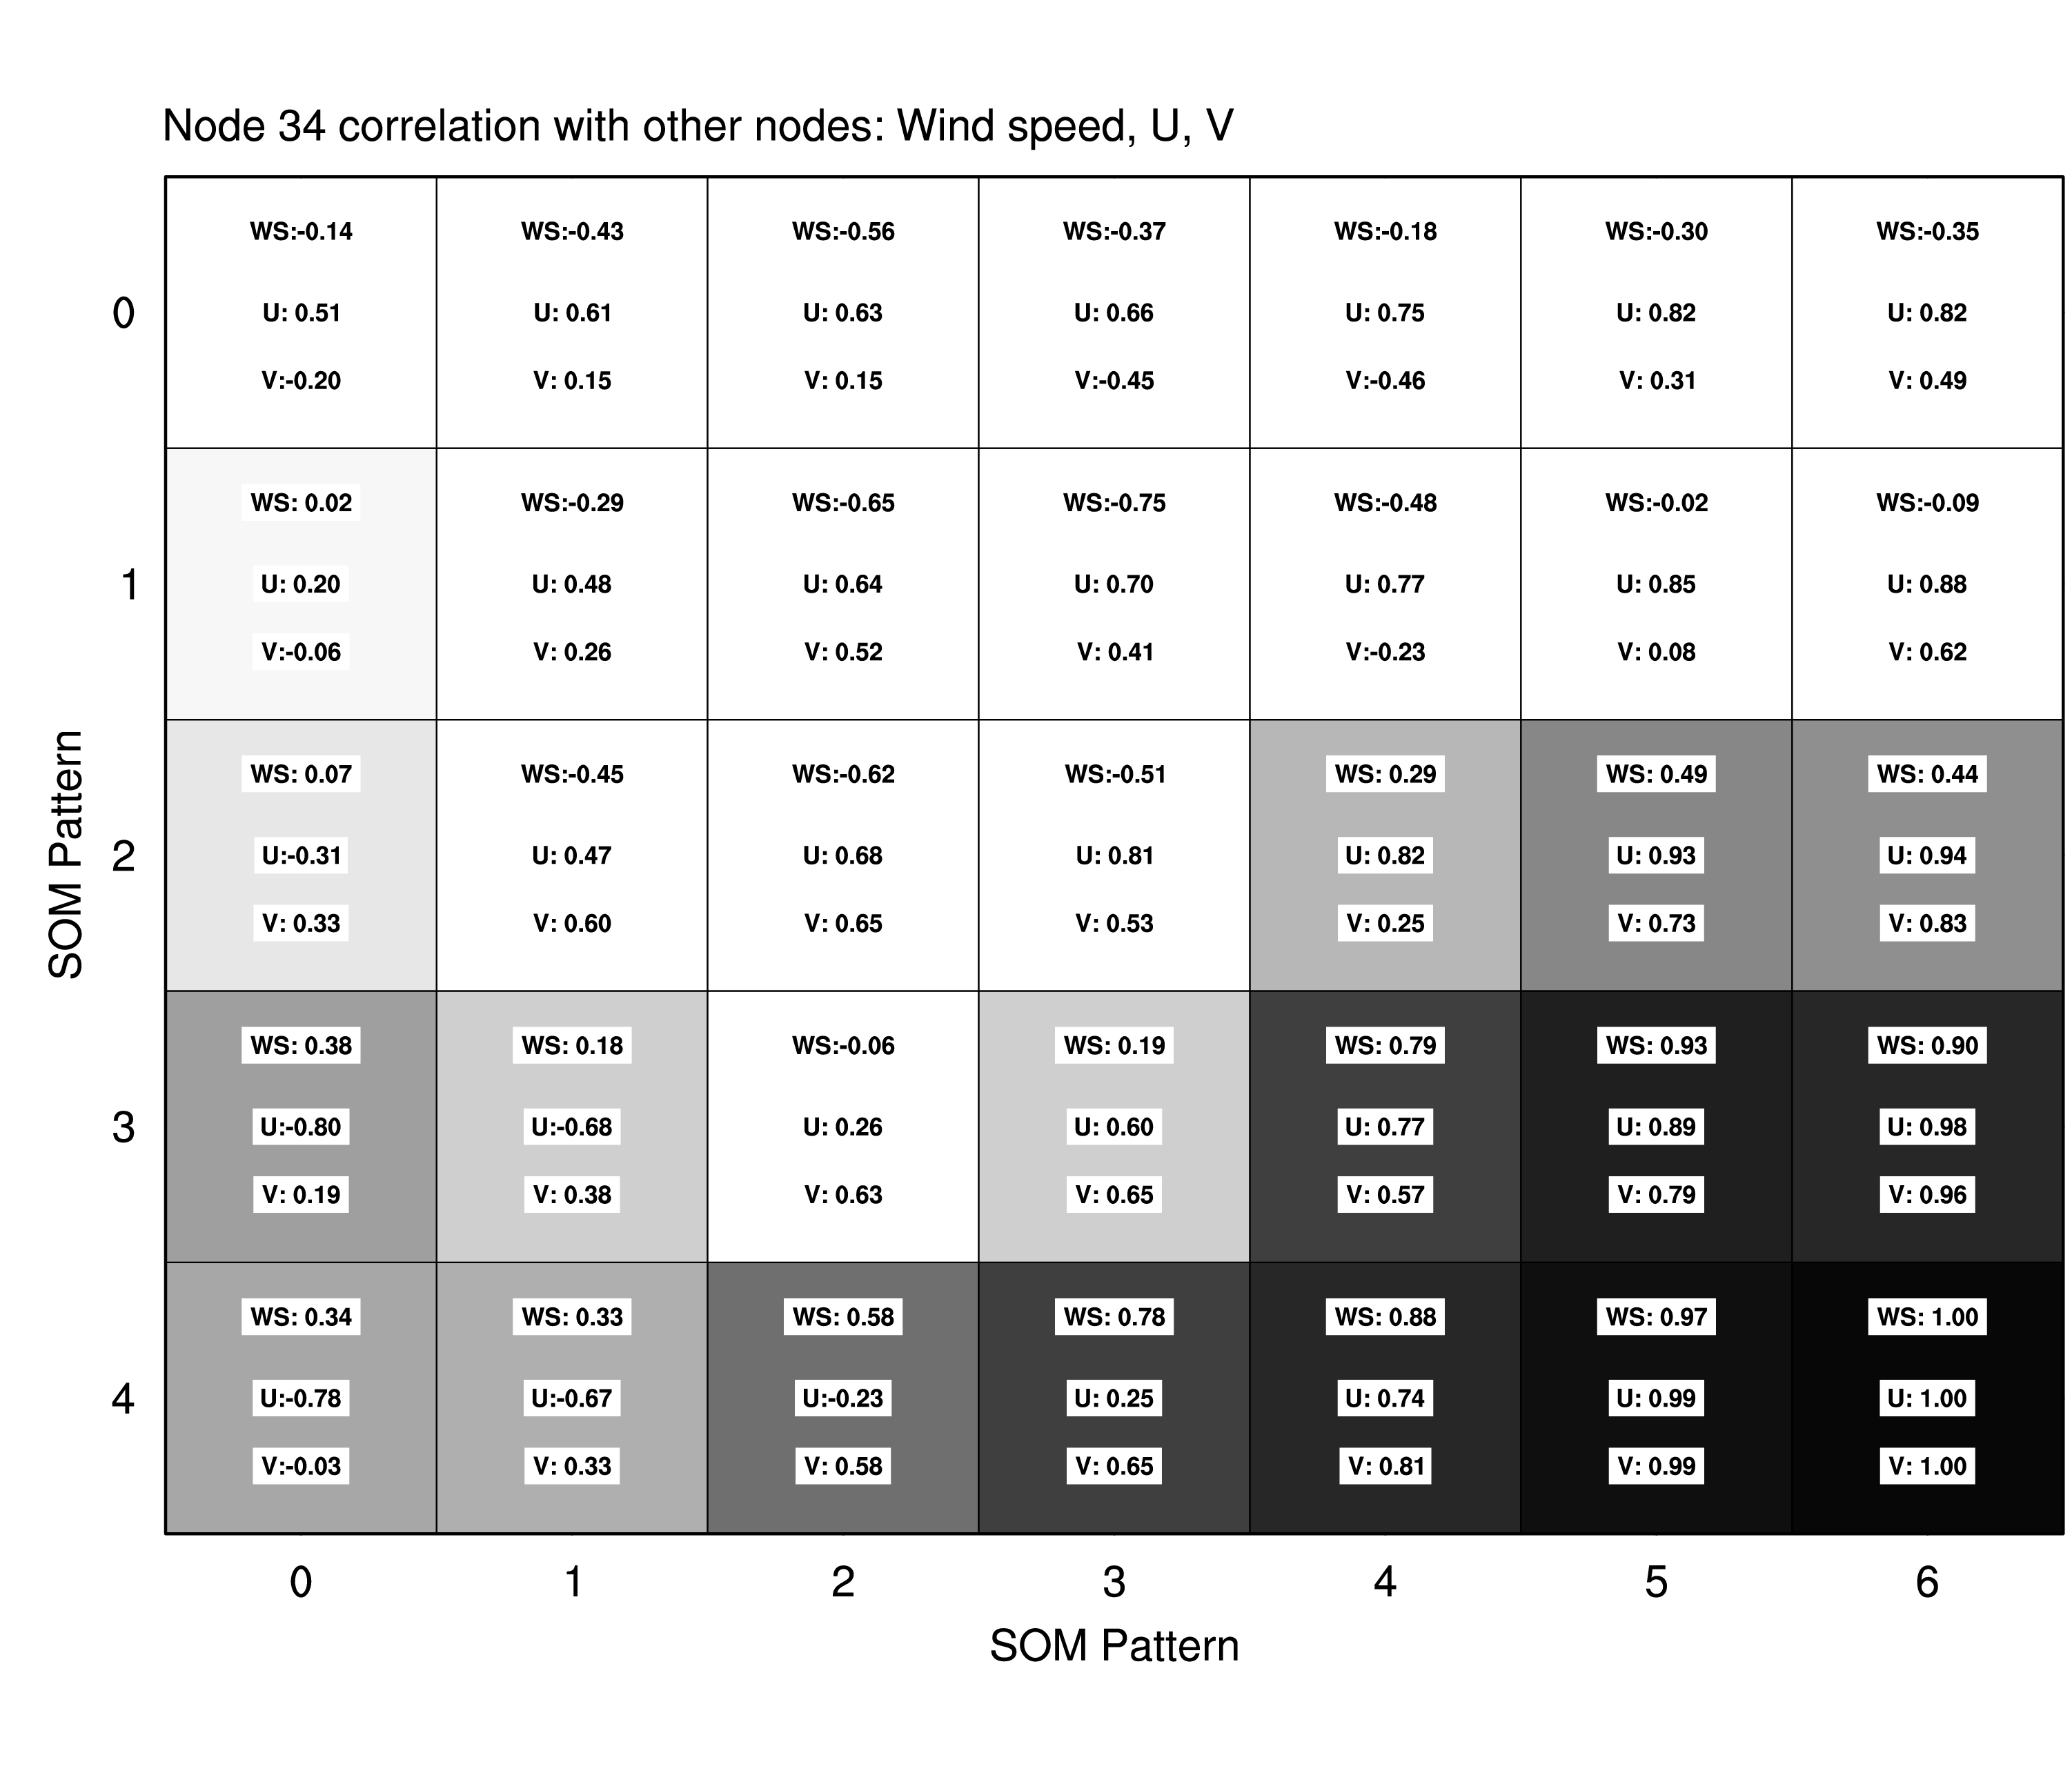 Node 34 correlation with other nodes: Wind speed, U, V
WS:-0.14 WS:-0.43 WS:-0.56 WS:-0.37 WS:-0.18 WS:-0.30 WS:-0.35
0 U: 0.51 U: 0.61 U: 0.63 U: 0.66 U: 0.75 U: 0.82 U: 0.82
V:-0.20 V: 0.15 V: 0.15 V:-0.45 V:-0.46 V: 0.31 V: 0.49
WS: 0.02 WS:-0.29 WS:-0.65 WS:-0.75 WS:-0.48 WS:-0.02 WS:-0.09
1 U: 0.20 U: 0.48 U: 0.64 U: 0.70 U: 0.77 U: 0.85 U: 0.88
V:-0.06 V: 0.26 V: 0.52 V: 0.41 V:-0.23 V: 0.08 V: 0.62
SOM Pattern
WS: 0.07 WS:-0.45 WS:-0.62 WS:-0.51 WS: 0.29 WS: 0.49 WS: 0.44
2 U:-0.31 U: 0.47 U: 0.68 U: 0.81 U: 0.82 U: 0.93 U: 0.94
V: 0.33 V: 0.60 V: 0.65 V: 0.53 V: 0.25 V: 0.73 V: 0.83
WS: 0.38 WS: 0.18 WS:-0.06 WS: 0.19 WS: 0.79 WS: 0.93 WS: 0.90
3 U:-0.80 U:-0.68 U: 0.26 U: 0.60 U: 0.77 U: 0.89 U: 0.98
V: 0.19 V: 0.38 V: 0.63 V: 0.65 V: 0.57 V: 0.79 V: 0.96
WS: 0.34 WS: 0.33 WS: 0.58 WS: 0.78 WS: 0.88 WS: 0.97 WS: 1.00
4 U:-0.78 U:-0.67 U:-0.23 U: 0.25 U: 0.74 U: 0.99 U: 1.00
V:-0.03 V: 0.33 V: 0.58 V: 0.65 V: 0.81 V: 0.99 V: 1.00
0 1 2 3 4 5 6
SOM Pattern